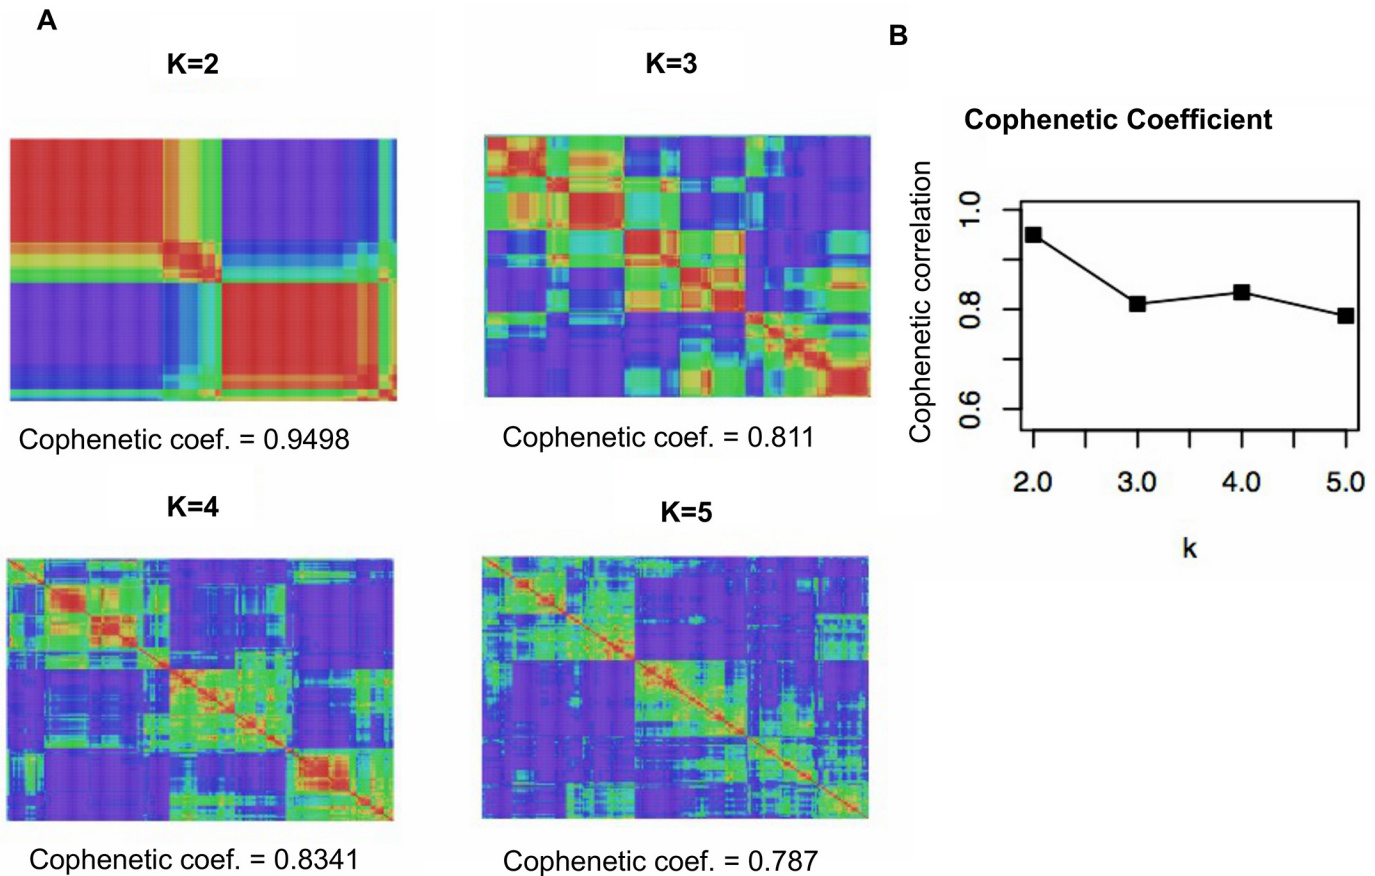 A
K=2
K=3
Cophenetic coef. = 0.9498
Cophenetic coef. = 0.811
K=4
K=5
Cophenetic coef. = 0.8341
Cophenetic coef. = 0.787
B
Cophenetic Coefficient
Cophenetic correlation
1.0
0.8
0.6
2.0 3.0 4.0 5.0
k